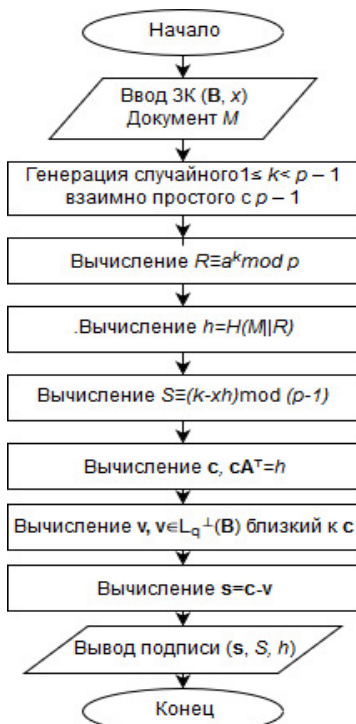 Начало
Ввод ЗК (B, x)
Документ M
Генерация случайного1≤ k< p – 1
взаимно простого с p – 1
Вычисление R≡aᵏmod p
.Вычисление h=H(M||R)
Вычисление S≡(k-xh)mod (p-1)
Вычисление c, cAᵀ=h
Вычисление v, v∈L_q^⊥(B) близкий к c
Вычисление s=c-v
Вывод подписи (s, S, h)
Конец